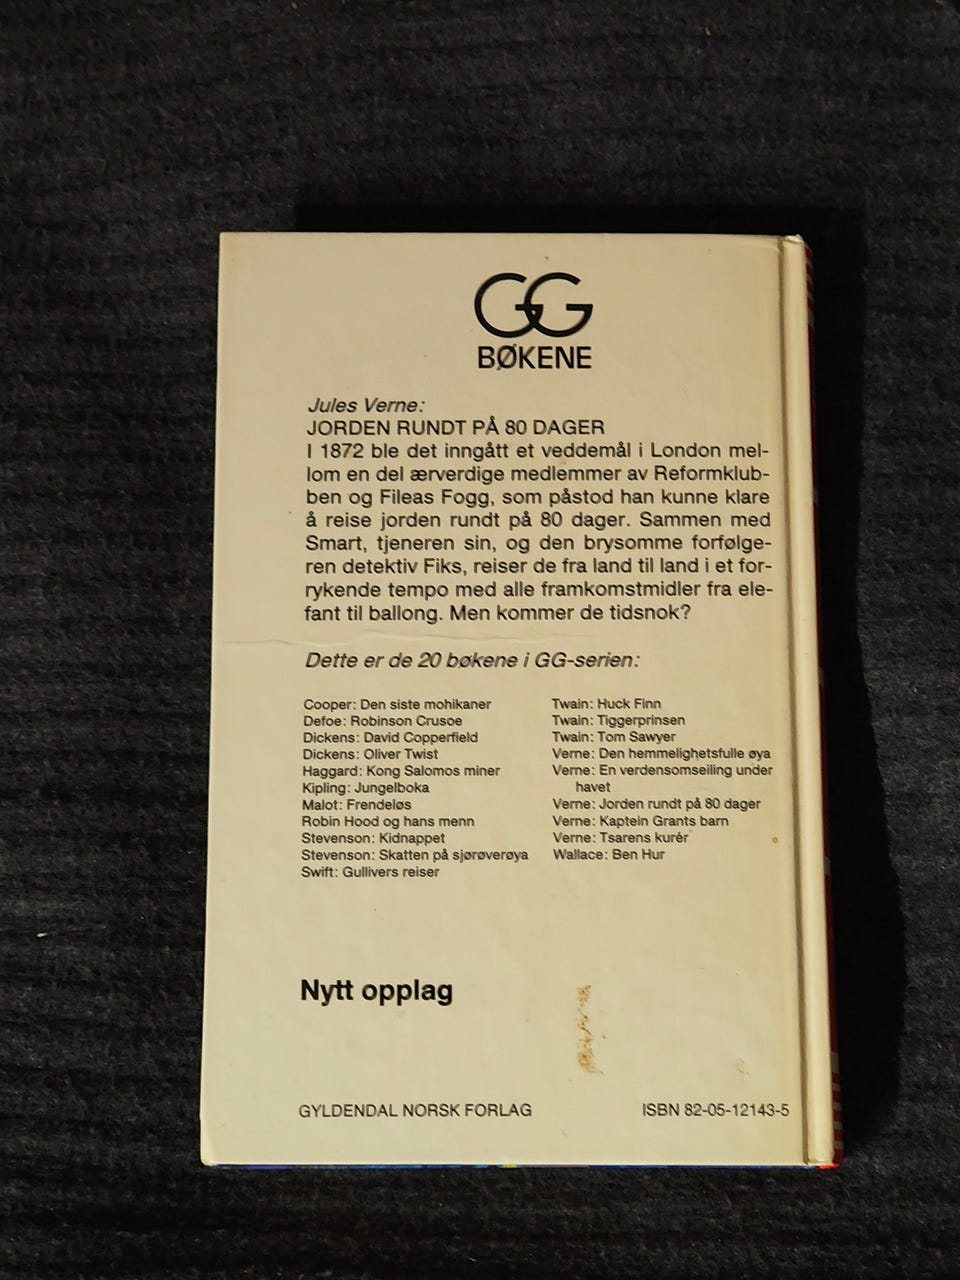 GG
BØKENE
Jules Verne:
JORDEN RUNDT PÅ 80 DAGER
I 1872 ble det inngått et veddemål i London mel-
lom en del ærverdige medlemmer av Reformklub-
ben og Fileas Fogg, som påstod han kunne klare
å reise jorden rundt på 80 dager. Sammen med
Smart, tjeneren sin, og den brysomme forfølge-
ren detektiv Fiks, reiser de fra land til land i et for-
rykende tempo med alle framkomstmidler fra ele-
fant til ballong. Men kommer de tidsnok?
Dette er de 20 bøkene i GG-serien:
Cooper: Den siste mohikaner
Defoe: Robinson Crusoe
Dickens: David Copperfield
Dickens: Oliver Twist
Haggard: Kong Salomos miner
Kipling: Jungelboka
Malot: Frendeløs
Robin Hood og hans menn
Stevenson: Kidnappet
Stevenson: Skatten på sjørøverøya
Swift: Gullivers reiser
Twain: Huck Finn
Twain: Tiggerprinsen
Twain: Tom Sawyer
Verne: Den hemmelighetsfulle øya
Verne: En verdensomseiling under
havet
Verne: Jorden rundt på 80 dager
Verne: Kaptein Grants barn
Verne: Tsarens kurér
Wallace: Ben Hur
Nytt opplag
GYLDENDAL NORSK FORLAG
ISBN 82-05-12143-5